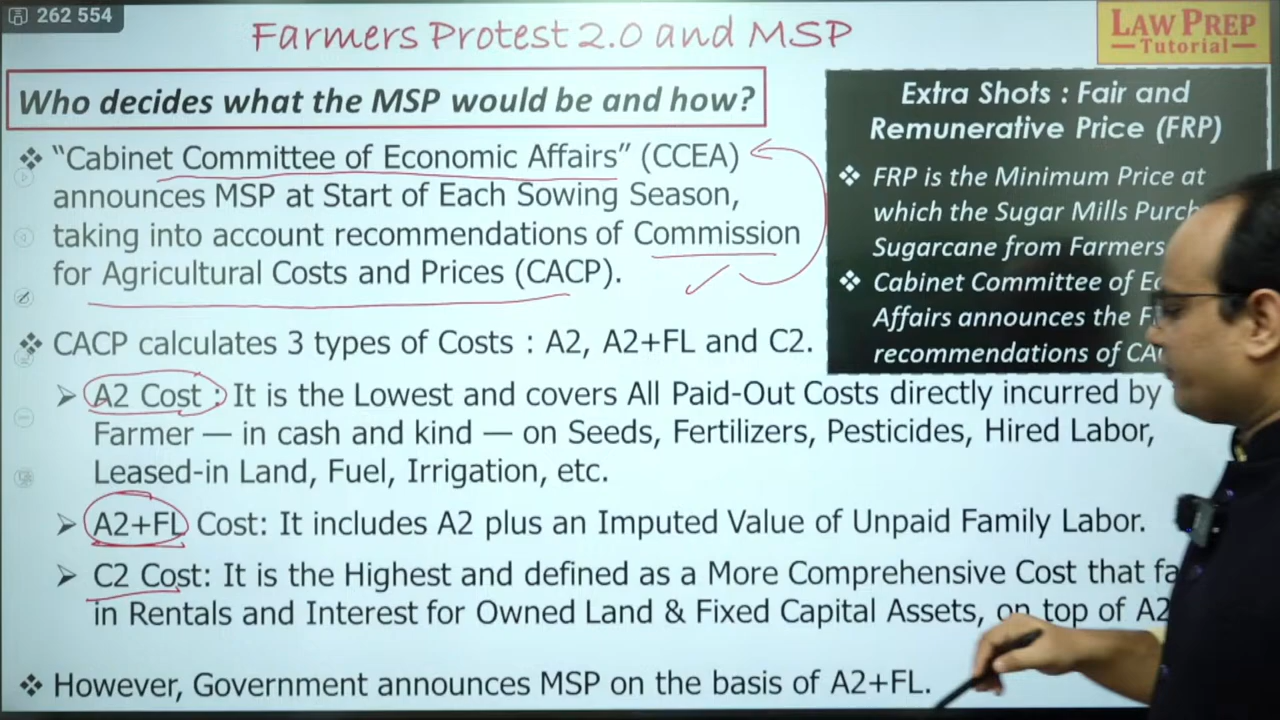 262 554
Farmers Protest 2.0 and MSP
LAW PREP
Tutorial
Who decides what the MSP would be and how?
❖ “Cabinet Committee of Economic Affairs” (CCEA)
announces MSP at Start of Each Sowing Season,
taking into account recommendations of Commission
for Agricultural Costs and Prices (CACP).
❖ CACP calculates 3 types of Costs : A2, A2+FL and C2.
➢ A2 Cost : It is the Lowest and covers All Paid-Out Costs directly incurred by
Farmer — in cash and kind — on Seeds, Fertilizers, Pesticides, Hired Labor,
Leased-in Land, Fuel, Irrigation, etc.
➢ A2+FL Cost: It includes A2 plus an Imputed Value of Unpaid Family Labor.
➢ C2 Cost: It is the Highest and defined as a More Comprehensive Cost that
in Rentals and Interest for Owned Land & Fixed Capital Assets, on top of A2
❖ However, Government announces MSP on the basis of A2+FL.
Extra Shots : Fair and
Remunerative Price (FRP)
❖ FRP is the Minimum Price at
which the Sugar Mills
Sugarcane from Farmers
❖ Cabinet Committee of
Affairs announces the
recommendations of